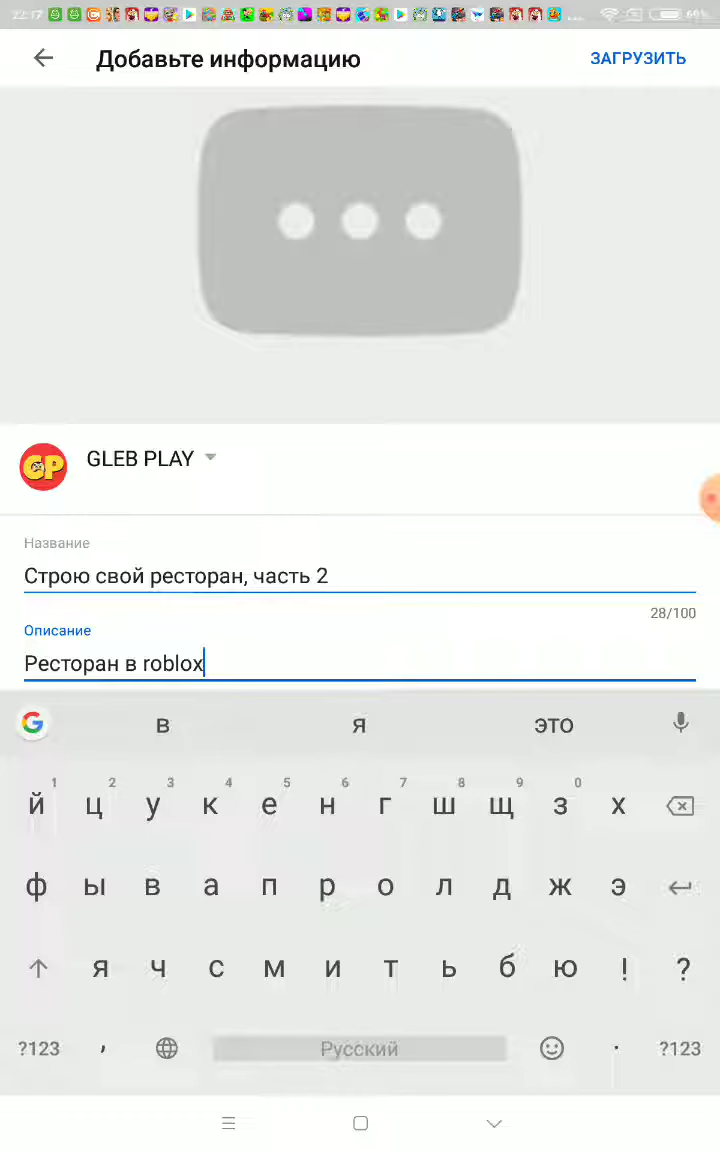 22:17 ... 60%
Добавьте информацию ЗАГРУЗИТЬ
GP GLEB PLAY
Название
Строю свой ресторан, часть 2
28/100
Описание
Ресторан в roblox
G в я это
1 2 3 4 5 6 7 8 9 0
й ц у к е н г ш щ з х
ф ы в а п р о л д ж э
я ч с м и т ь б ю ! ?
?123 , Русский . ?123